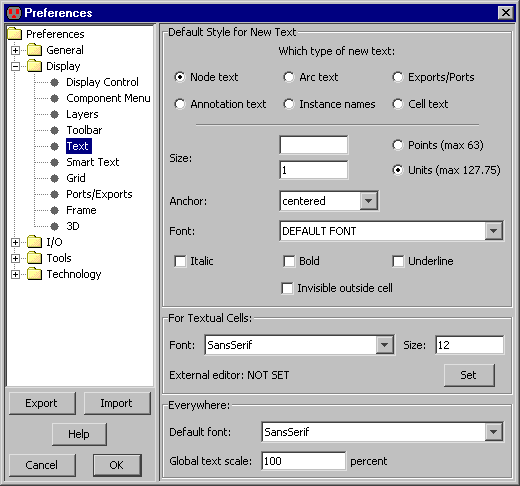 Preferences
Preferences
General
Display
Display Control
Component Menu
Layers
Toolbar
Text
Smart Text
Grid
Ports/Exports
Frame
3D
I/O
Tools
Technology
Export Import
Help
Cancel OK
Default Style for New Text
Which type of new text:
Node text Arc text Exports/Ports
Annotation text Instance names Cell text
Size: Points (max 63)
1 Units (max 127.75)
Anchor: centered
Font: DEFAULT FONT
Italic Bold Underline
Invisible outside cell
For Textual Cells:
Font: SansSerif Size: 12
External editor: NOT SET Set
Everywhere:
Default font: SansSerif
Global text scale: 100 percent